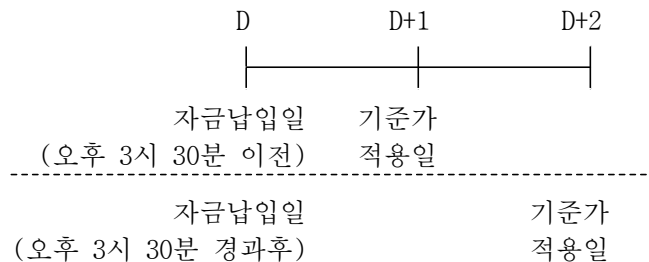 D D+1 D+2
자금납입일 기준가
(오후 3시 30분 이전) 적용일
자금납입일 기준가
(오후 3시 30분 경과후) 적용일